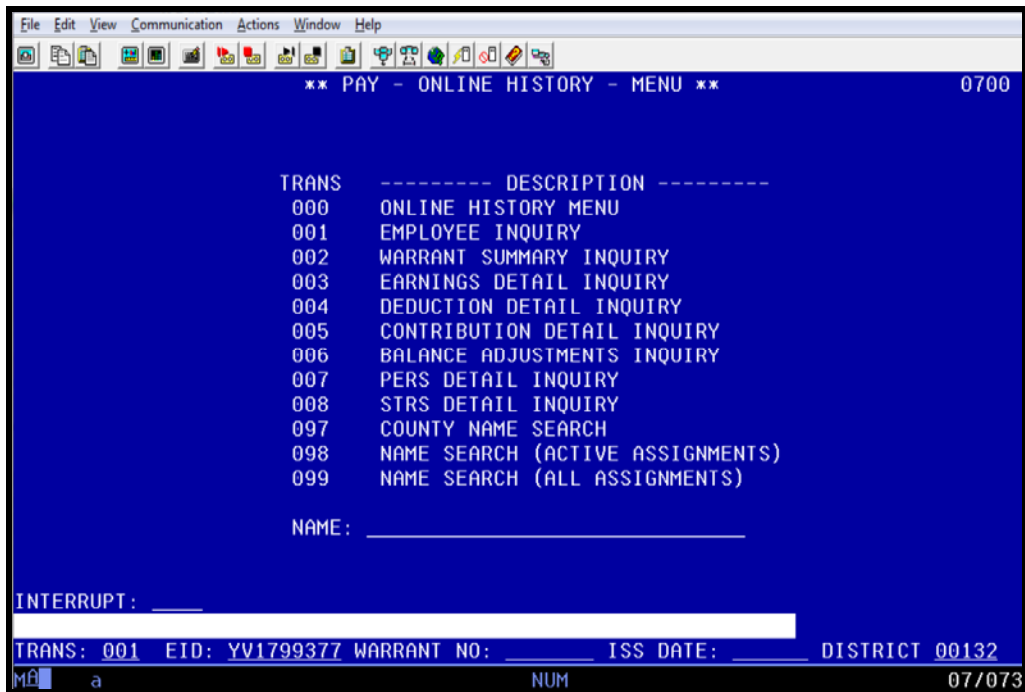 File Edit View Communication Actions Window Help
** PAY - ONLINE HISTORY - MENU ** 0700
TRANS --------- DESCRIPTION ---------
000 ONLINE HISTORY MENU
001 EMPLOYEE INQUIRY
002 WARRANT SUMMARY INQUIRY
003 EARNINGS DETAIL INQUIRY
004 DEDUCTION DETAIL INQUIRY
005 CONTRIBUTION DETAIL INQUIRY
006 BALANCE ADJUSTMENTS INQUIRY
007 PERS DETAIL INQUIRY
008 STRS DETAIL INQUIRY
097 COUNTY NAME SEARCH
098 NAME SEARCH (ACTIVE ASSIGNMENTS)
099 NAME SEARCH (ALL ASSIGNMENTS)
NAME: ______________________________
INTERRUPT: ____
TRANS: 001 EID: YV1799377 WARRANT NO: _______ ISS DATE: ______ DISTRICT 00132
a NUM 07/073